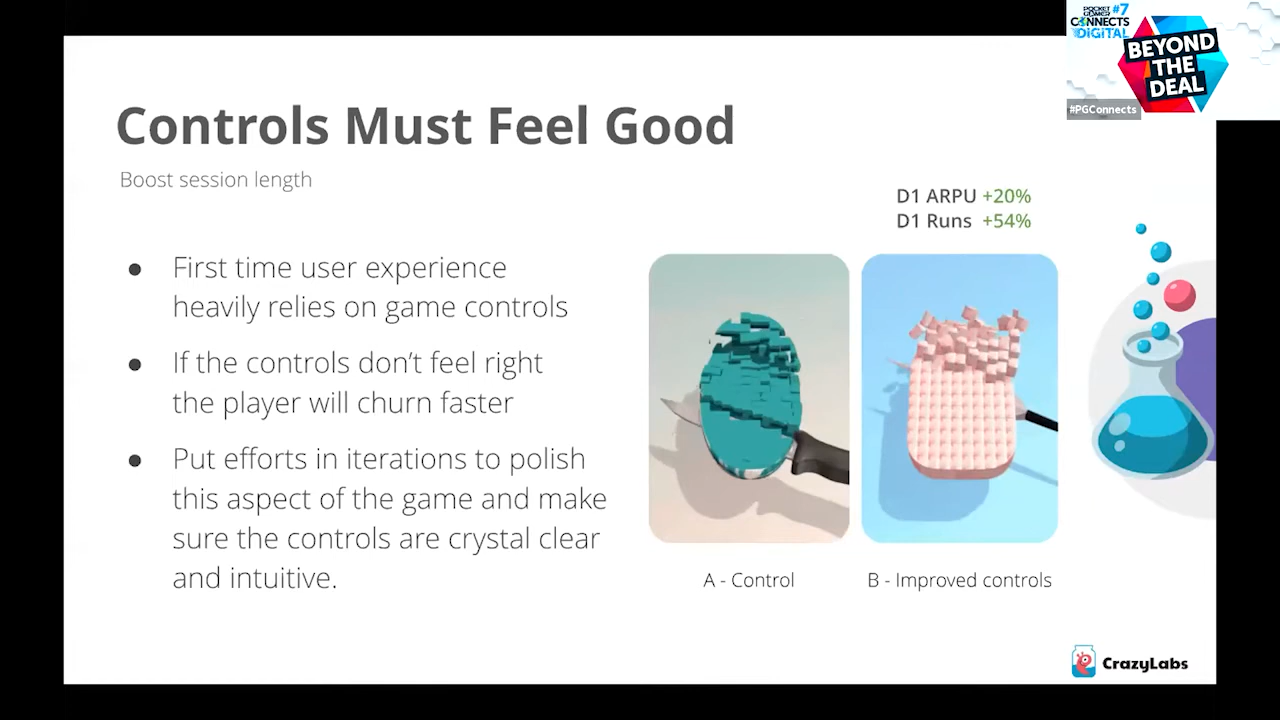 POCKET GAMER #7
CONNECTS
DIGITAL
BEYOND
THE
DEAL
#PGConnects
Controls Must Feel Good
Boost session length
D1 ARPU +20%
D1 Runs +54%
● First time user experience
heavily relies on game controls
● If the controls don’t feel right
the player will churn faster
● Put efforts in iterations to polish
this aspect of the game and make
sure the controls are crystal clear
and intuitive.
A - Control
B - Improved controls
CrazyLabs